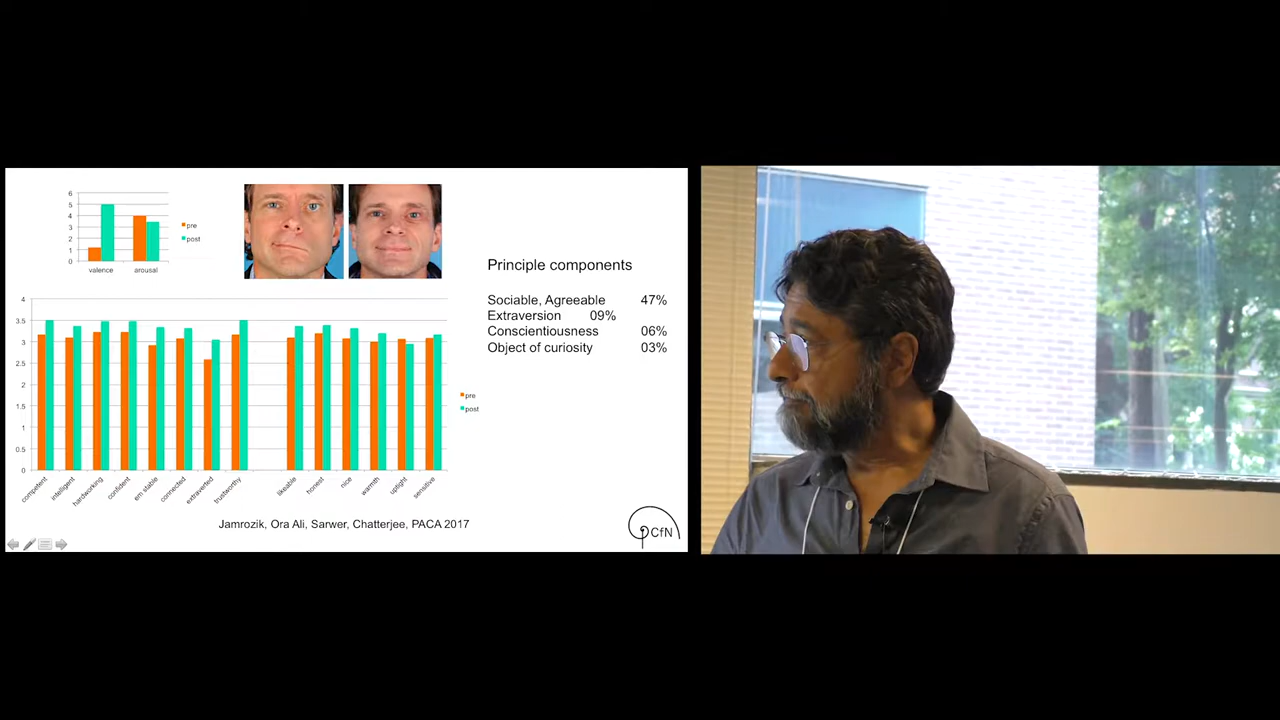 6
5
4
3
2
1
0
valence arousal
pre
post
4
3.5
3
2.5
2
1.5
1
0.5
0
competent
intelligent
hardworking
confident
em stable
connected
extraverted
trustworthy
likeable
honest
nice
warm
uptight
sensitive
pre
post
Principle components
Sociable, Agreeable 47%
Extraversion 09%
Conscientiousness 06%
Object of curiosity 03%
Jamrozik, Ora Ali, Sarwer, Chatterjee, PACA 2017
CfN